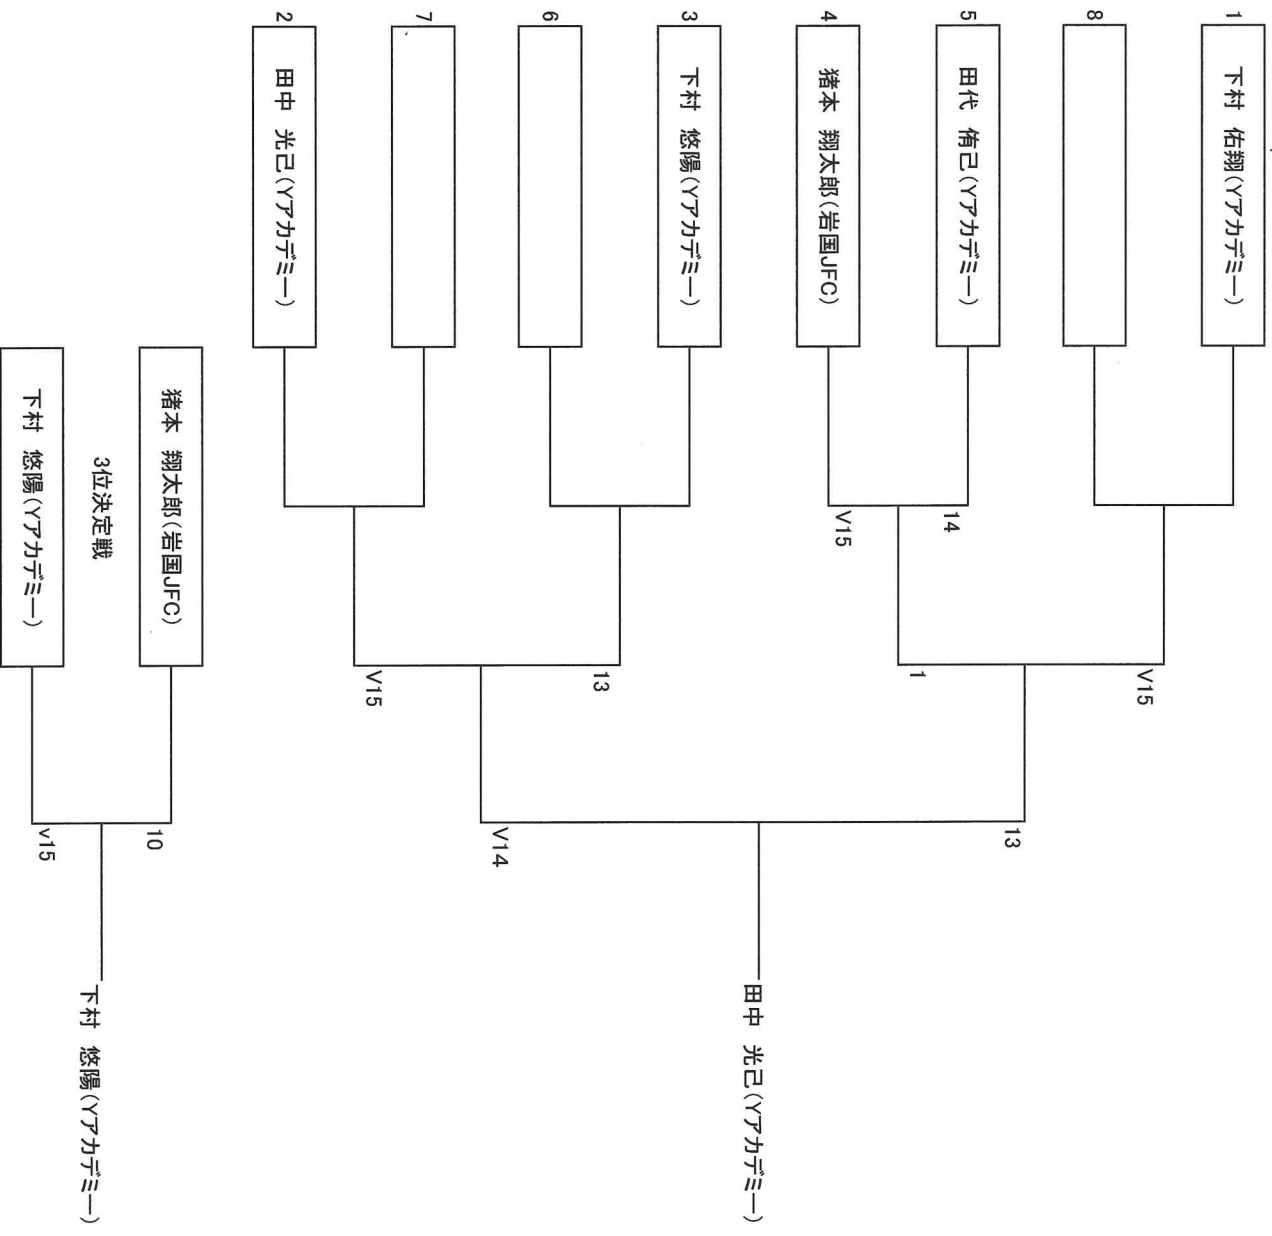 1
下村 佑翔(Yアカデミー)
8
5
田代 侑己(Yアカデミー)
4
猪本 翔太郎(岩国JFC)
3
下村 悠陽(Yアカデミー)
6
7
2
田中 光己(Yアカデミー)
14
V15
V15
1
13
V15
13
V14
田中 光己(Yアカデミー)
3位決定戦
猪本 翔太郎(岩国JFC)
下村 悠陽(Yアカデミー)
10
v15
下村 悠陽(Yアカデミー)